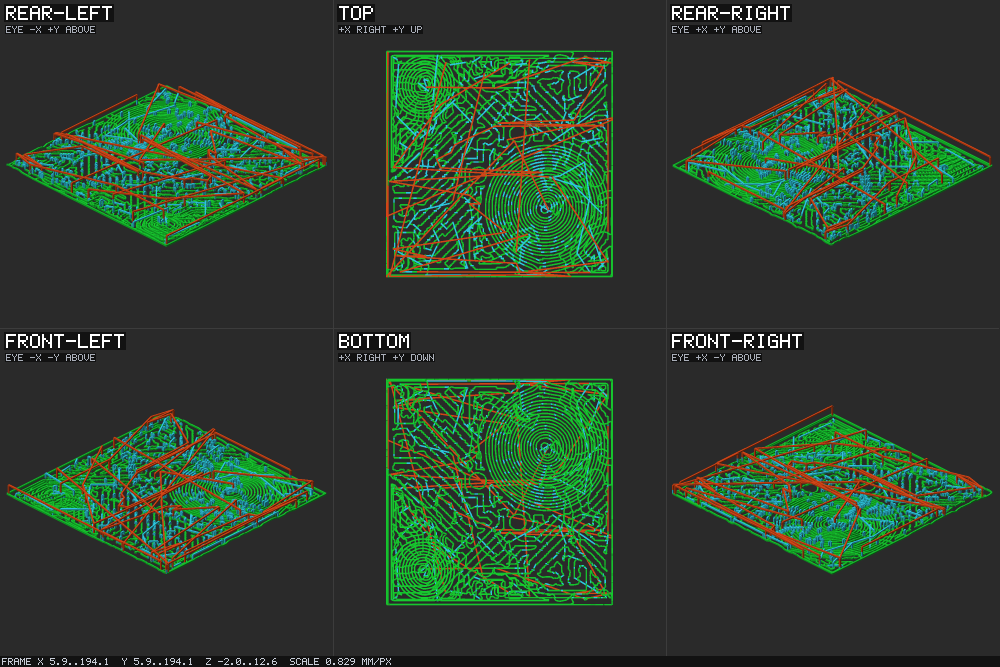 REAR-LEFT
EYE -X +Y ABOVE
TOP
+X RIGHT +Y UP
REAR-RIGHT
EYE +X +Y ABOVE
FRONT-LEFT
EYE -X -Y ABOVE
BOTTOM
+X RIGHT +Y DOWN
FRONT-RIGHT
EYE +X -Y ABOVE
FRAME X 5.9..194.1 Y 5.9..194.1 Z -2.0..12.6 SCALE 0.829 MM/PX